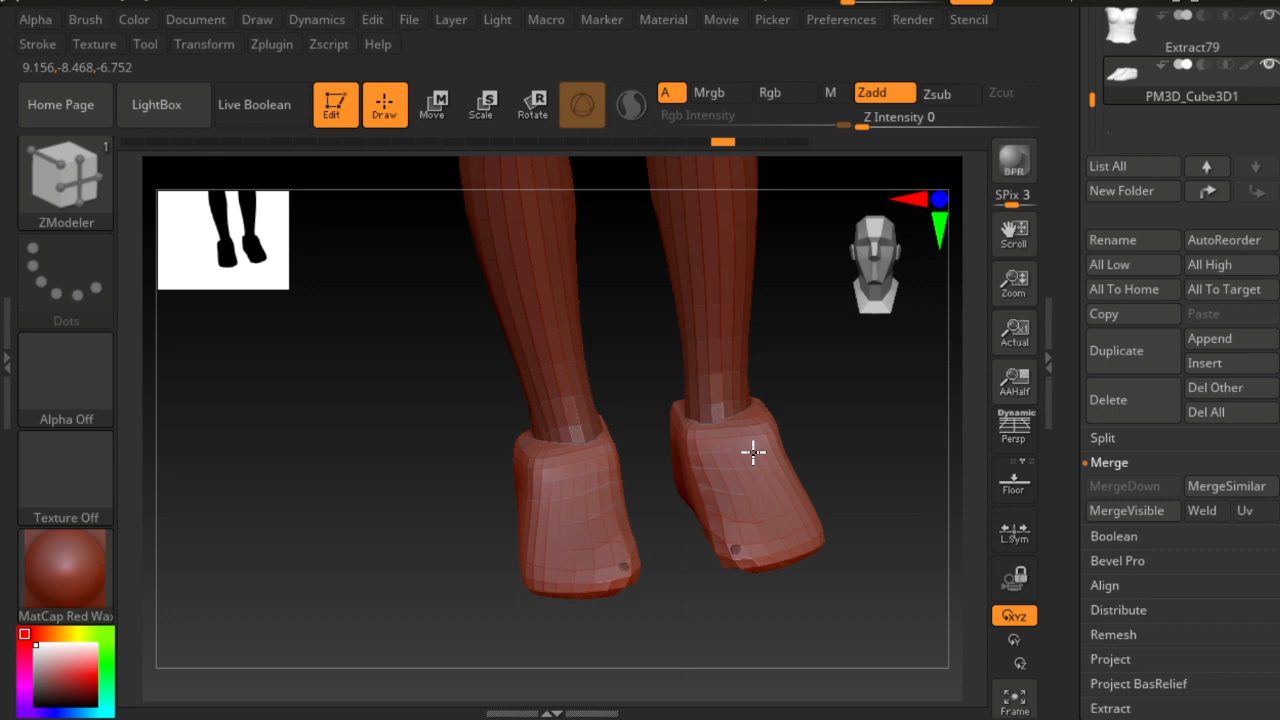 Alpha Brush Color Document Draw Dynamics Edit File Layer Light Macro Marker Material Movie Picker Preferences Render Stencil
Stroke Texture Tool Transform Zplugin Zscript Help
9.156,-8.468,-6.752
Home Page
LightBox
Live Boolean
Edit
Draw
M
Move
S
Scale
R
Rotate
A
Mrgb
Rgb
M
Zadd
Zsub
Zcut
Rgb Intensity
Z Intensity 0
1
ZModeler
Dots
Alpha Off
Texture Off
MatCap Red Wax
BPR
SPix 3
Scroll
Zoom
Actual
AAHalf
Dynamic
Persp
Floor
L.Sym
XYZ
Y
Z
Frame
Extract79
PM3D_Cube3D1
List All
New Folder
Rename AutoReorder
All Low All High
All To Home All To Target
Copy Paste
Duplicate Append
Insert
Delete Del Other
Del All
Split
Merge
MergeDown MergeSimilar
MergeVisible Weld Uv
Boolean
Bevel Pro
Align
Distribute
Remesh
Project
Project BasRelief
Extract